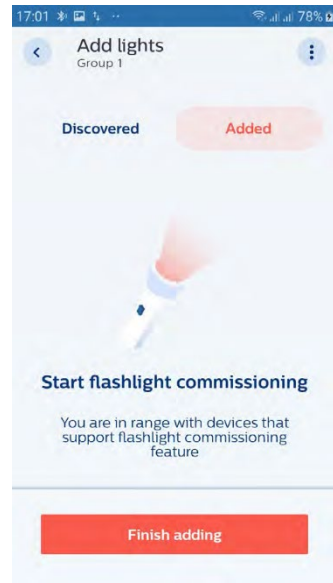 17:01 78%
Add lights
Group 1
Discovered Added
Start flashlight commissioning
You are in range with devices that
support flashlight commissioning
feature
Finish adding